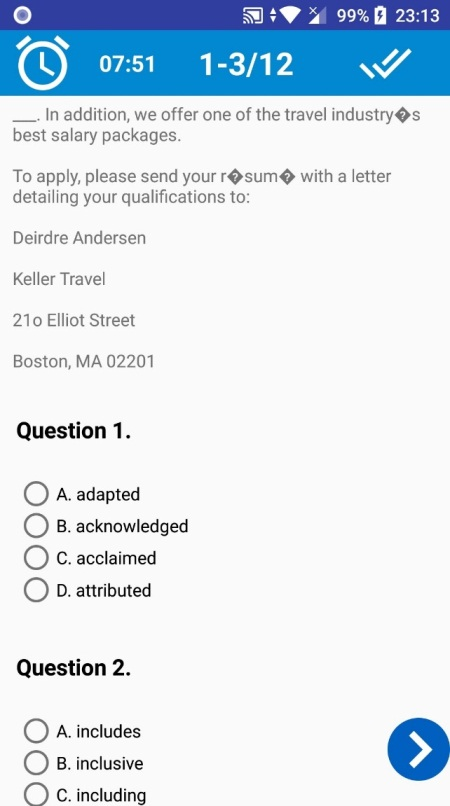 99% 23:13
07:51 1-3/12
___. In addition, we offer one of the travel industry�s
best salary packages.
To apply, please send your r�sum� with a letter
detailing your qualifications to:
Deirdre Andersen
Keller Travel
21o Elliot Street
Boston, MA 02201
Question 1.
A. adapted
B. acknowledged
C. acclaimed
D. attributed
Question 2.
A. includes
B. inclusive
C. including